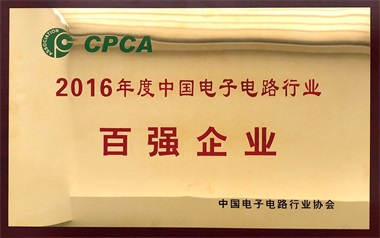 ASSOCIATION
CPCA
2016年度中国电子电路行业
百强企业
中国电子电路行业协会